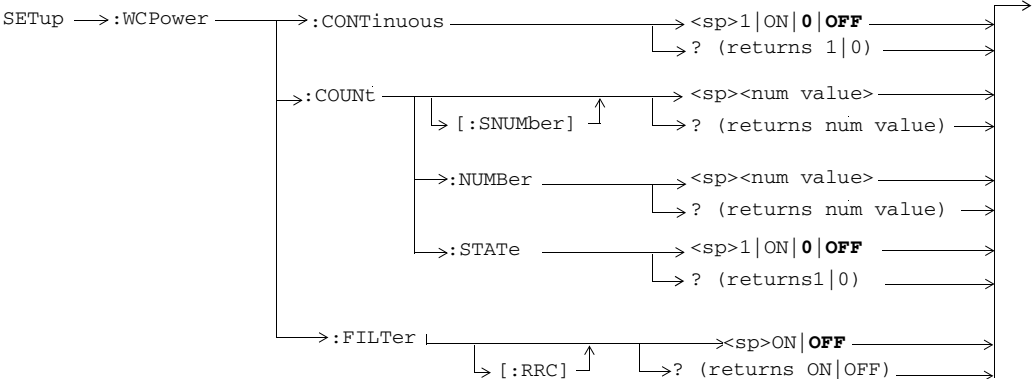 SETup :WCPower :CONTinuous <sp>1|ON|0|OFF
? (returns 1|0)
:COUNt <sp><num value>
[:SNUMber] ? (returns num value)
:NUMBer <sp><num value>
? (returns num value)
:STATe <sp>1|ON|0|OFF
? (returns1|0)
:FILTer <sp>ON|OFF
[:RRC] ? (returns ON|OFF)